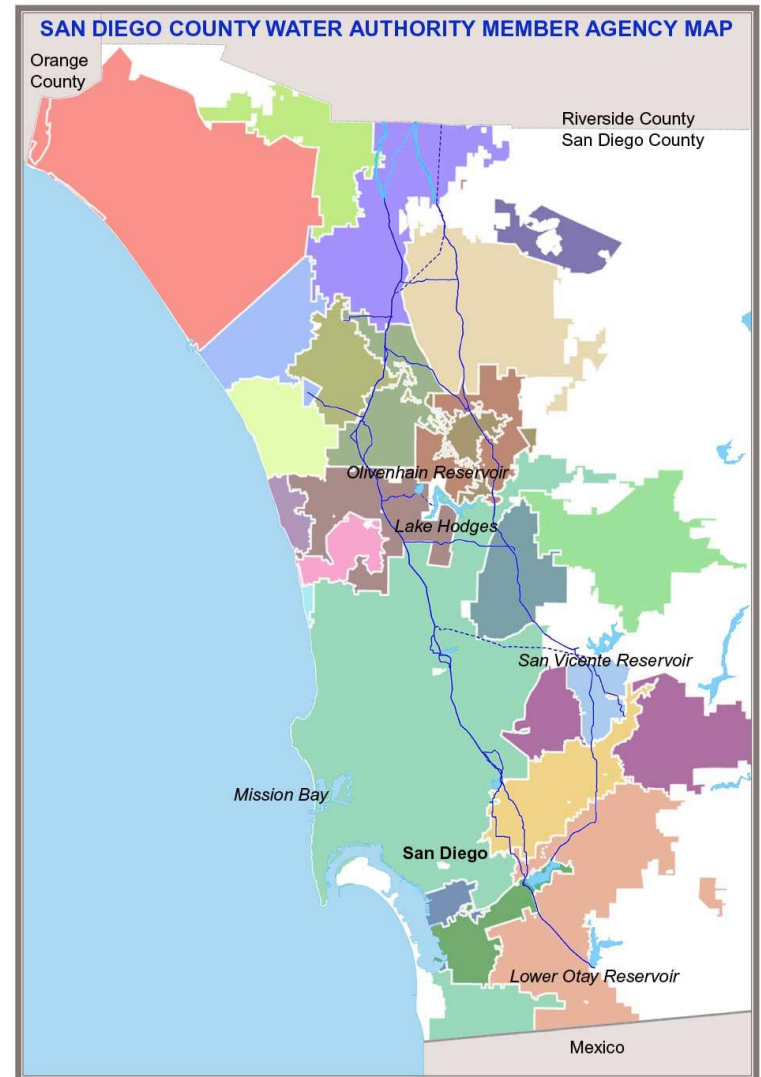 SAN DIEGO COUNTY WATER AUTHORITY MEMBER AGENCY MAP
Orange
County
Riverside County
San Diego County
Olivenhain Reservoir
Lake Hodges
San Vicente Reservoir
Mission Bay
San Diego
Lower Otay Reservoir
Mexico